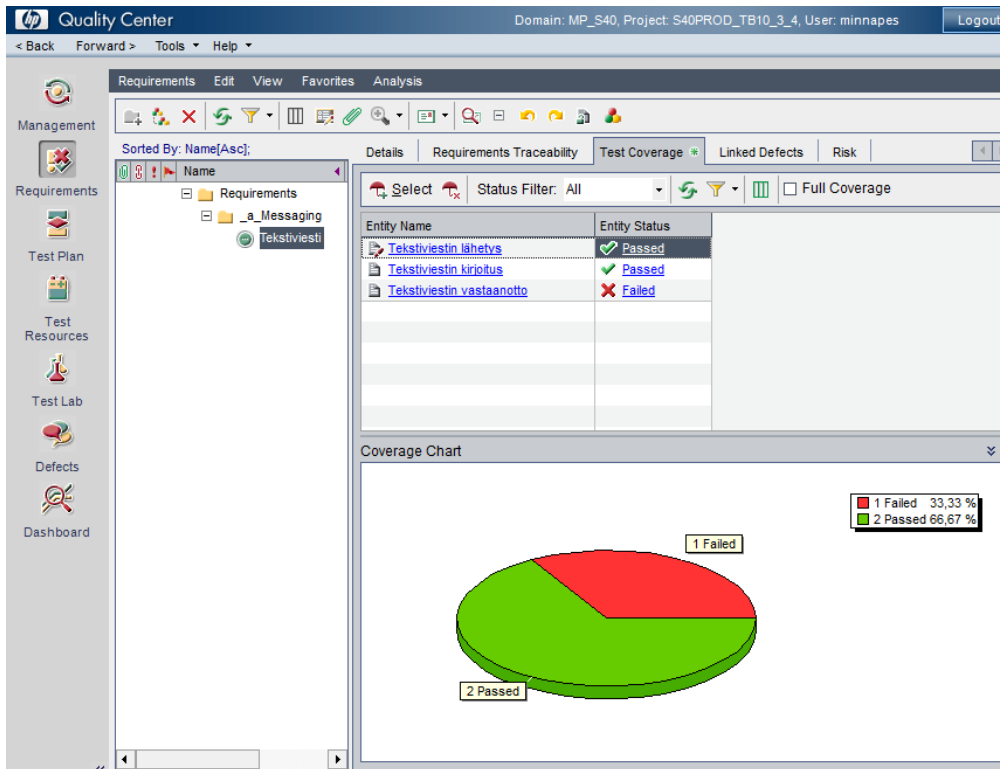 hp Quality Center
Domain: MP_S40, Project: S40PROD_TB10_3_4, User: minnapes
Logout
< Back Forward > Tools Help
Requirements Edit View Favorites Analysis
Management
Requirements
Test Plan
Test
Resources
Test Lab
Defects
Dashboard
Sorted By: Name[Asc];
Name
Requirements
_a_Messaging
Tekstiviesti
Details Requirements Traceability Test Coverage * Linked Defects Risk
Select Status Filter: All Full Coverage
Entity Name Entity Status
Tekstiviestin lähetys Passed
Tekstiviestin kirjoitus Passed
Tekstiviestin vastaanotto Failed
Coverage Chart
1 Failed 33,33 %
2 Passed 66,67 %
1 Failed
2 Passed